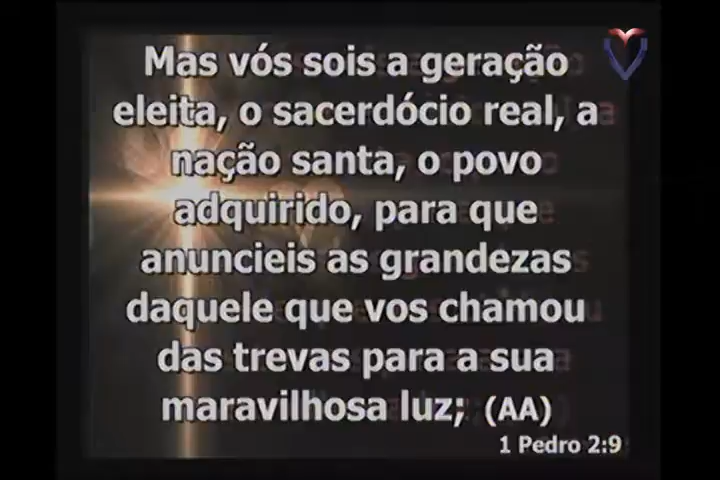 Mas vós sois a geração
eleita, o sacerdócio real, a
nação santa, o povo
adquirido, para que
anuncieis as grandezas
daquele que vos chamou
das trevas para a sua
maravilhosa luz; (AA)
1 Pedro 2:9